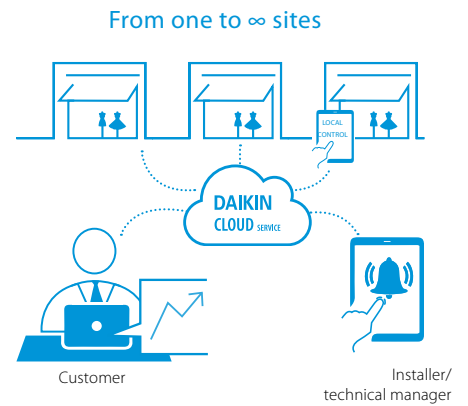 From one to ∞ sites
LOCAL
CONTROL
DAIKIN
CLOUD SERVICE
Customer
Installer/
technical manager